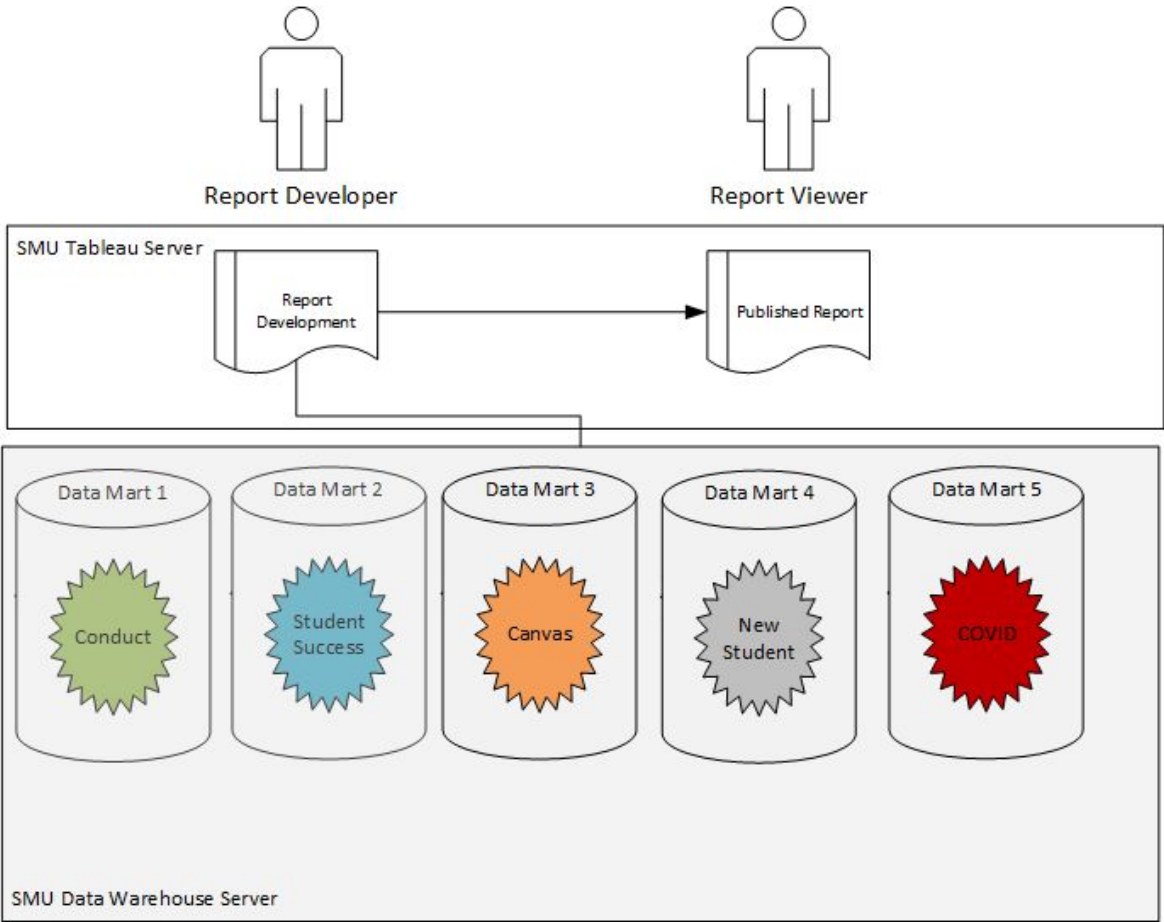 Report Developer
Report Viewer
SMU Tableau Server
Report
Development
Published Report
Data Mart 1
Data Mart 2
Data Mart 3
Data Mart 4
Data Mart 5
Conduct
Student
Success
Canvas
New
Student
COVID
SMU Data Warehouse Server